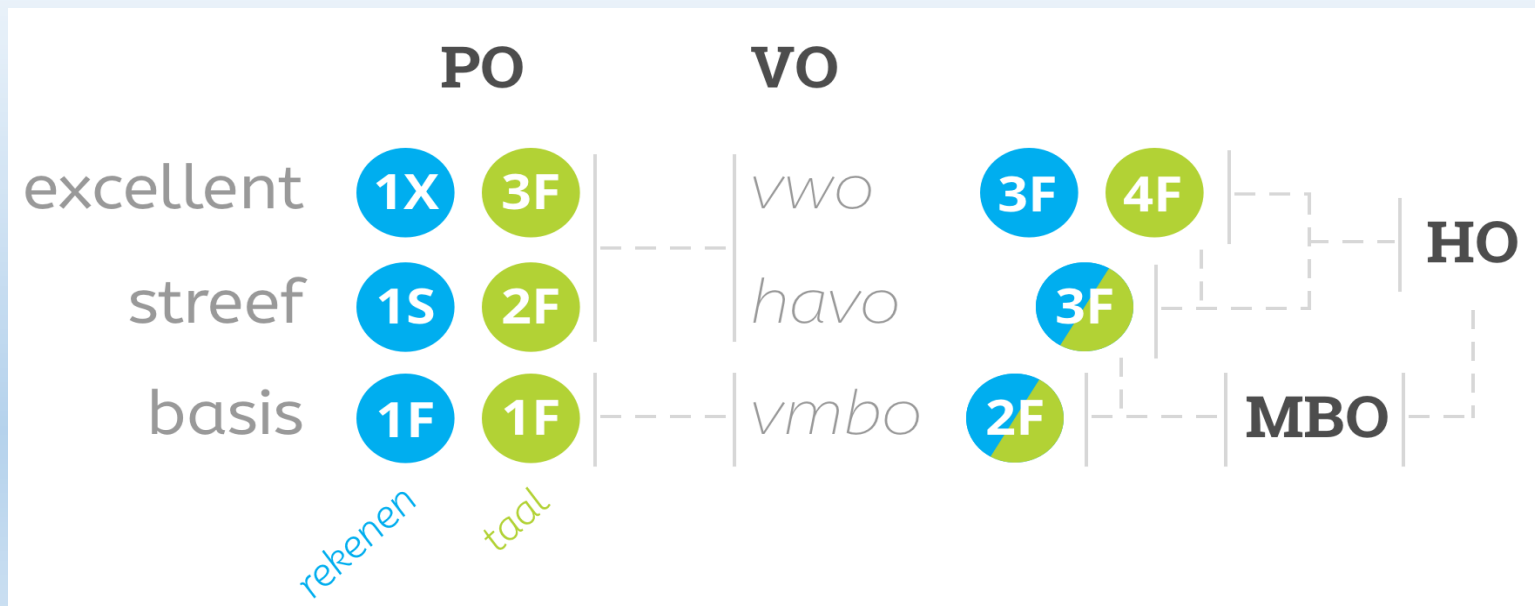 PO VO
excellent 1X 3F vwo 3F 4F
HO
streef 1S 2F havo 3F
basis 1F 1F vmbo 2F MBO
rekenen taal